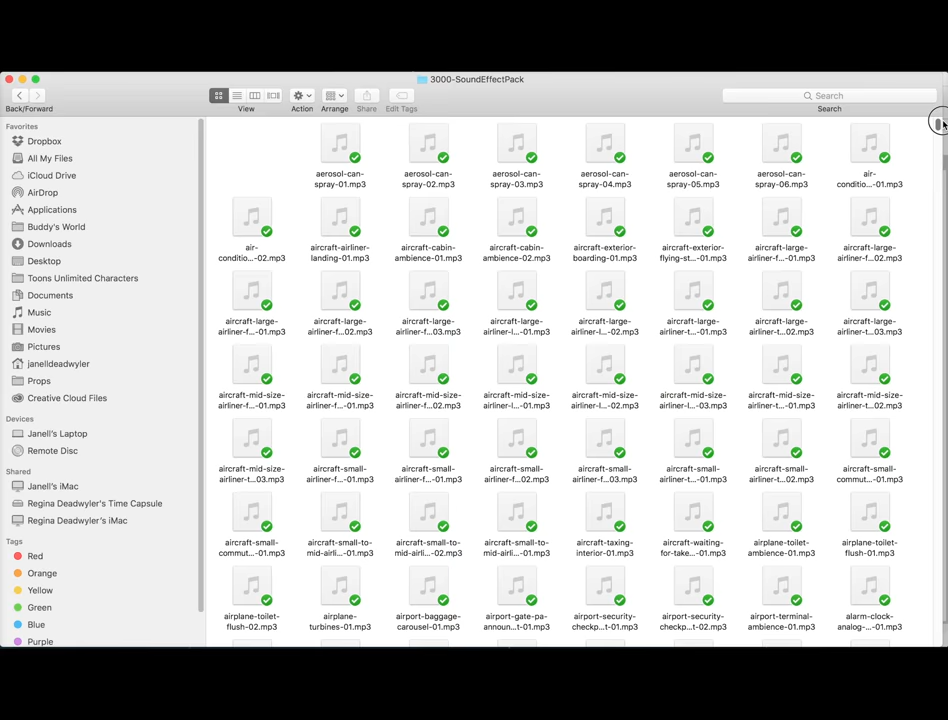 3000-SoundEffectPack
Search
Back/Forward
View
Action
Arrange
Share
Edit Tags
Search
Favorites
Dropbox
All My Files
iCloud Drive
AirDrop
Applications
Buddy's World
Downloads
Desktop
Toons Unlimited Characters
Documents
Music
Movies
Pictures
janelldeadwyler
Props
Creative Cloud Files
Devices
Janell's Laptop
Remote Disc
Shared
Janell's iMac
Regina Deadwyler's Time Capsule
Regina Deadwyler's iMac
Tags
Red
Orange
Yellow
Green
Blue
Purple
aerosol-can-
spray-01.mp3
aerosol-can-
spray-02.mp3
aerosol-can-
spray-03.mp3
aerosol-can-
spray-04.mp3
aerosol-can-
spray-05.mp3
aerosol-can-
spray-06.mp3
air-
conditio...-01.mp3
air-
conditio...-02.mp3
aircraft-airliner-
landing-01.mp3
aircraft-cabin-
ambience-01.mp3
aircraft-cabin-
ambience-02.mp3
aircraft-exterior-
boarding-01.mp3
aircraft-exterior-
flying-st...-01.mp3
aircraft-large-
airliner-f...-01.mp3
aircraft-large-
airliner-f...02.mp3
aircraft-large-
airliner-f...-01.mp3
aircraft-large-
airliner-f...02.mp3
aircraft-large-
airliner-f...03.mp3
aircraft-large-
airliner-l...-01.mp3
aircraft-large-
airliner-l...-02.mp3
aircraft-large-
airliner-t...-01.mp3
aircraft-large-
airliner-t...02.mp3
aircraft-large-
airliner-t...03.mp3
aircraft-mid-size-
airliner-f...-01.mp3
aircraft-mid-size-
airliner-f...-01.mp3
aircraft-mid-size-
airliner-f...02.mp3
aircraft-mid-size-
airliner-l...-01.mp3
aircraft-mid-size-
airliner-l...-02.mp3
aircraft-mid-size-
airliner-l...-03.mp3
aircraft-mid-size-
airliner-t...-01.mp3
aircraft-mid-size-
airliner-t...02.mp3
aircraft-mid-size-
airliner-t...03.mp3
aircraft-small-
airliner-f...-01.mp3
aircraft-small-
airliner-f...-01.mp3
aircraft-small-
airliner-f...02.mp3
aircraft-small-
airliner-f...03.mp3
aircraft-small-
airliner-t...-01.mp3
aircraft-small-
airliner-t...02.mp3
aircraft-small-
commut...-01.mp3
aircraft-small-
commut...-01.mp3
aircraft-small-to-
mid-airli...-01.mp3
aircraft-small-to-
mid-airli...-02.mp3
aircraft-small-to-
mid-airli...-01.mp3
aircraft-taxing-
interior-01.mp3
aircraft-waiting-
for-take...-01.mp3
airplane-toilet-
ambience-01.mp3
airplane-toilet-
flush-01.mp3
airplane-toilet-
flush-02.mp3
airplane-
turbines-01.mp3
airport-baggage-
carousel-01.mp3
airport-gate-pa-
announ...t-01.mp3
airport-security-
checkp...t-01.mp3
airport-security-
checkp...t-02.mp3
airport-terminal-
ambience-01.mp3
alarm-clock-
analog-...-01.mp3